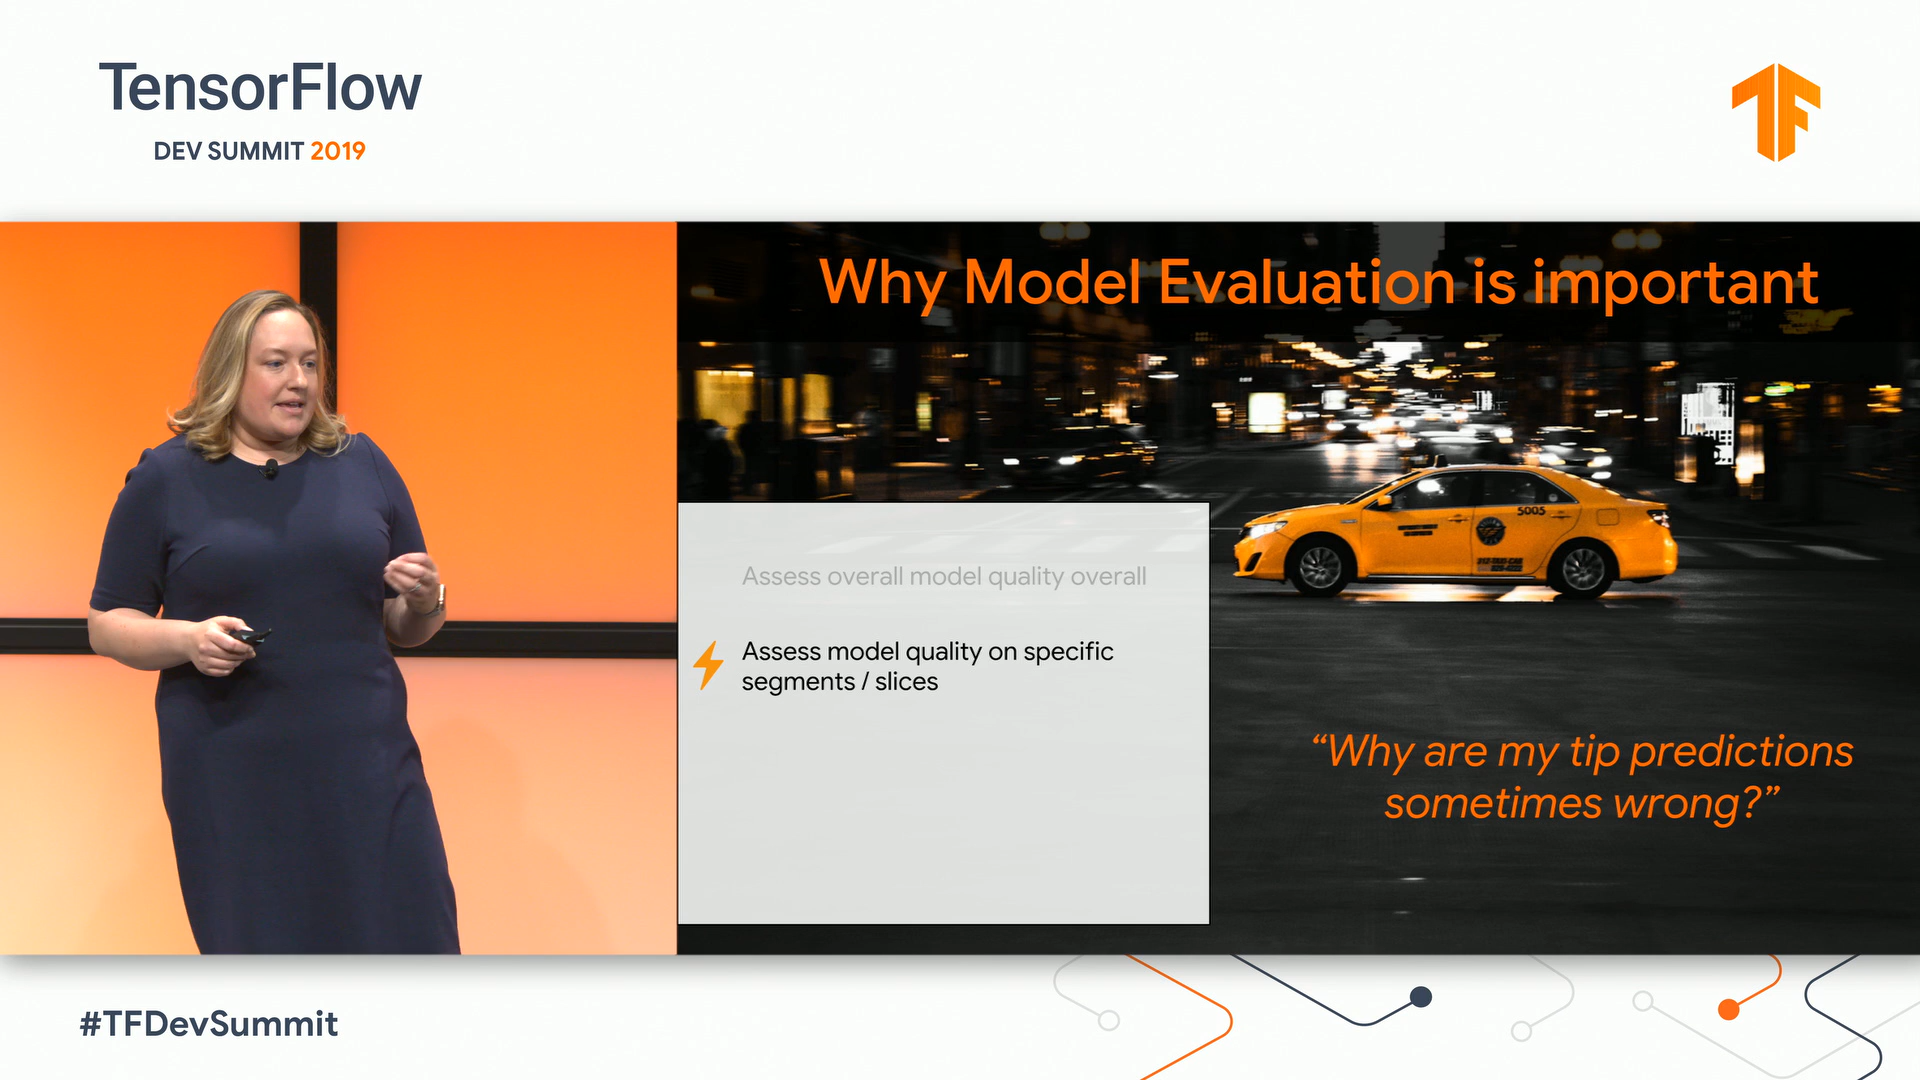 TensorFlow
DEV SUMMIT 2019
Why Model Evaluation is important
Assess overall model quality overall
Assess model quality on specific
segments / slices
5005
“Why are my tip predictions
sometimes wrong?”
#TFDevSummit